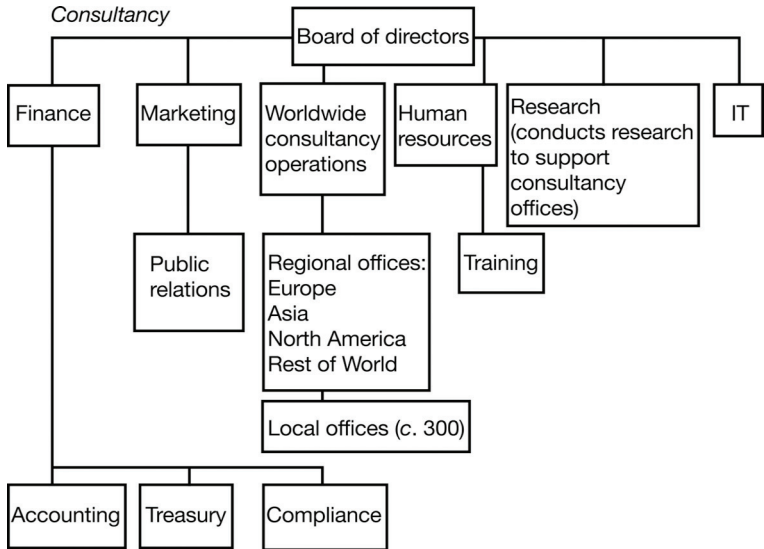 Consultancy
Board of directors
Finance
Marketing
Worldwide
consultancy
operations
Human
resources
Research
(conducts research
to support
consultancy
offices)
IT
Public
relations
Regional offices:
Europe
Asia
North America
Rest of World
Training
Local offices (c. 300)
Accounting
Treasury
Compliance